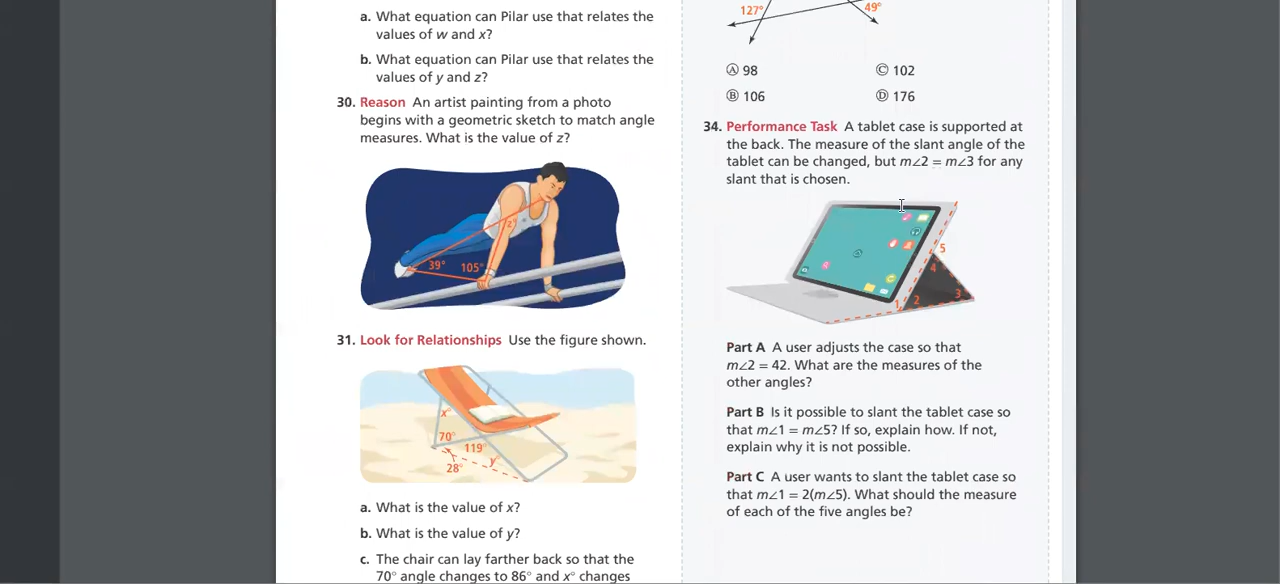 a. What equation can Pilar use that relates the
values of w and x?
b. What equation can Pilar use that relates the
values of y and z?
30. Reason An artist painting from a photo
begins with a geometric sketch to match angle
measures. What is the value of z?
z°
39° 105°
31. Look for Relationships Use the figure shown.
x°
70°
119°
28°
y
a. What is the value of x?
b. What is the value of y?
c. The chair can lay farther back so that the
70° angle changes to 86° and x° changes
127° 49°
Ⓐ 98 Ⓒ 102
Ⓑ 106 Ⓓ 176
34. Performance Task A tablet case is supported at
the back. The measure of the slant angle of the
tablet can be changed, but m∠2 = m∠3 for any
slant that is chosen.
5
4
1 2 3
Part A A user adjusts the case so that
m∠2 = 42. What are the measures of the
other angles?
Part B Is it possible to slant the tablet case so
that m∠1 = m∠5? If so, explain how. If not,
explain why it is not possible.
Part C A user wants to slant the tablet case so
that m∠1 = 2(m∠5). What should the measure
of each of the five angles be?